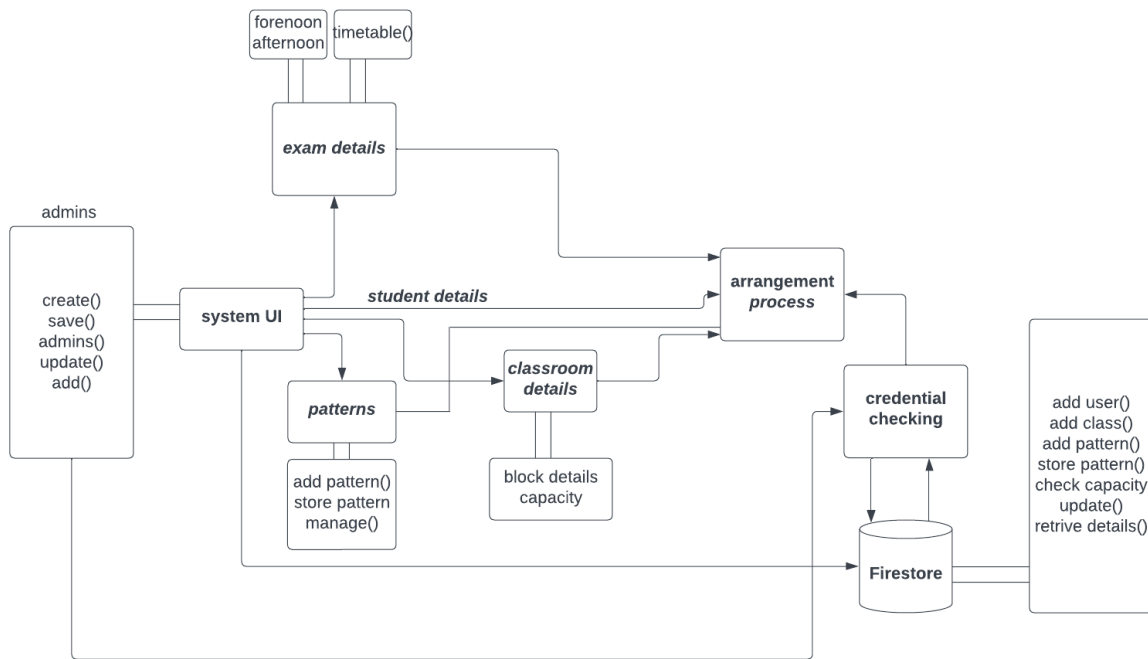 forenoon
afternoon
timetable()
exam details
admins
create()
save()
admins()
update()
add()
system UI
student details
arrangement
process
patterns
classroom
details
credential
checking
add pattern()
store pattern
manage()
block details
capacity
Firestore
add user()
add class()
add pattern()
store pattern()
check capacity
update()
retrive details()